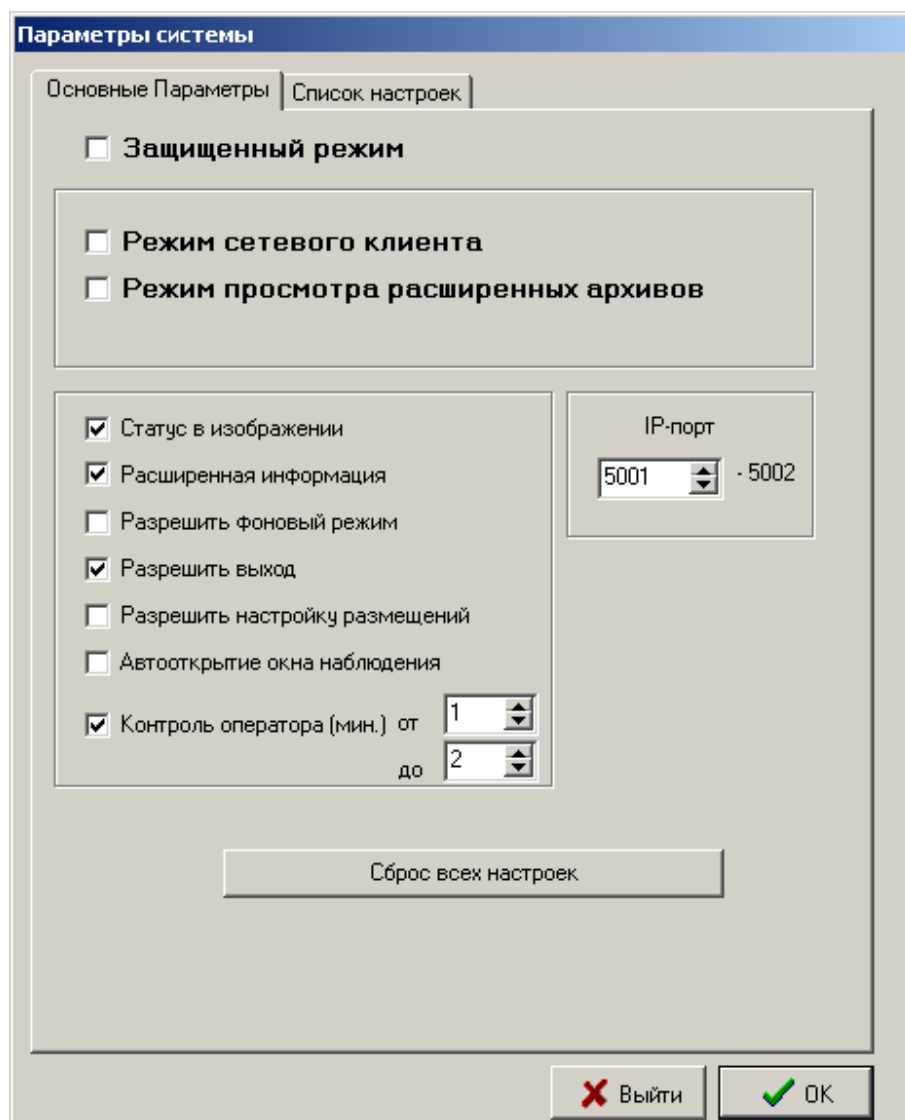 Параметры системы
Основные Параметры Список настроек
Защищенный режим
Режим сетевого клиента
Режим просмотра расширенных архивов
Статус в изображении
Расширенная информация
Разрешить фоновый режим
Разрешить выход
Разрешить настройку размещений
Автооткрытие окна наблюдения
Контроль оператора (мин.) от 1
до 2
IP-порт
5001 - 5002
Сброс всех настроек
Выйти OK